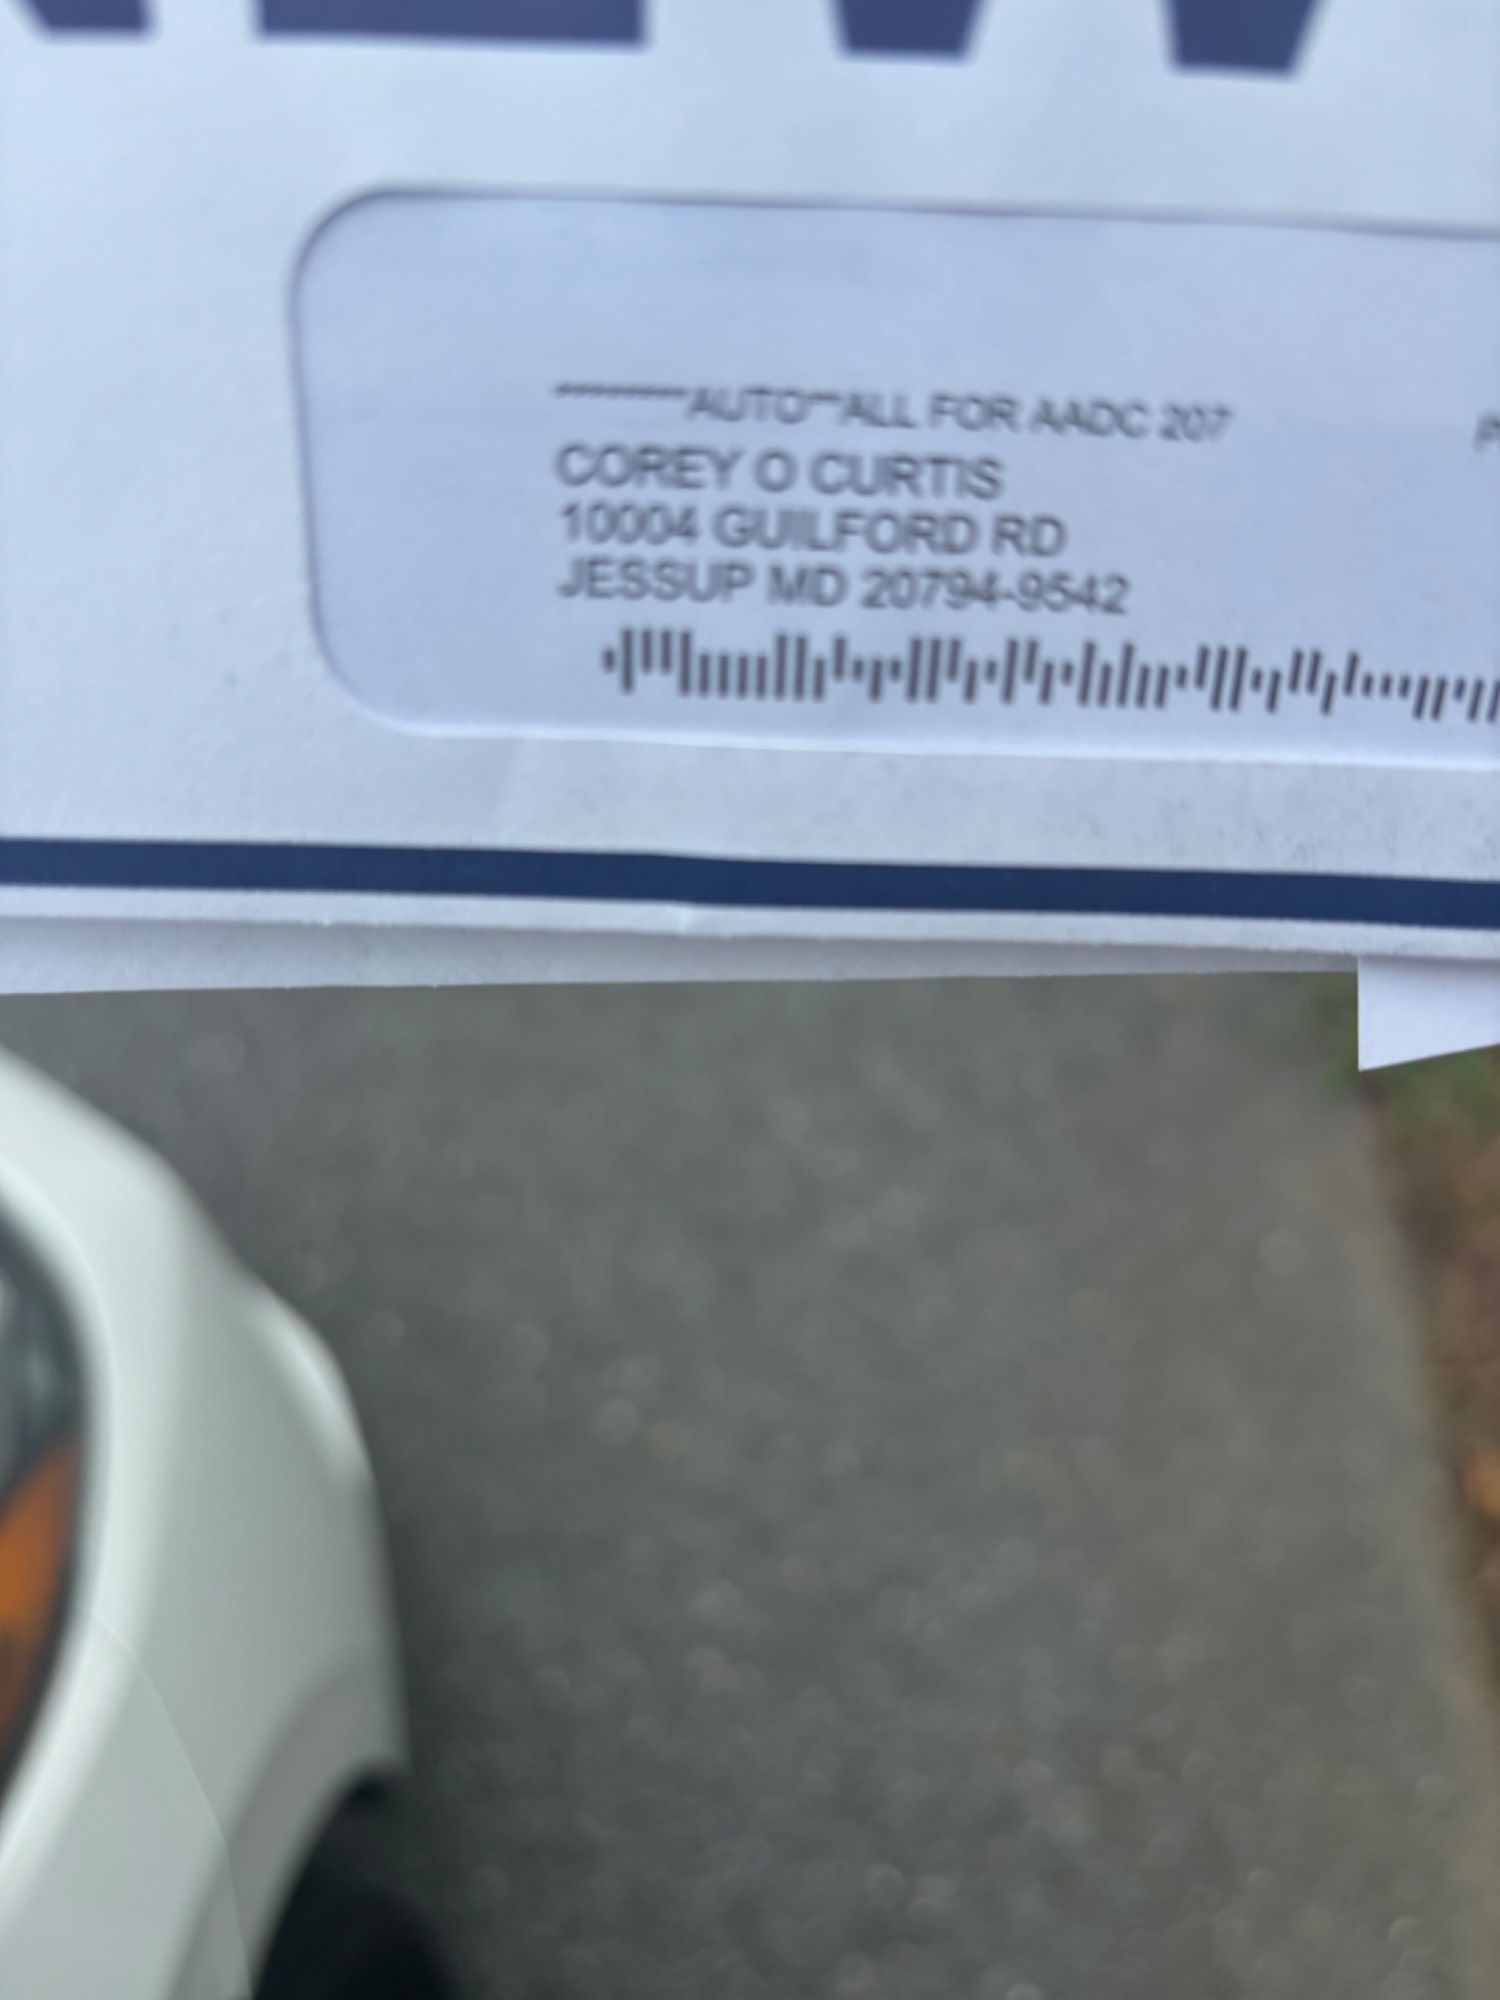 **********AUTO**ALL FOR AADC 207
COREY O CURTIS
10004 GUILFORD RD
JESSUP MD 20794-9542